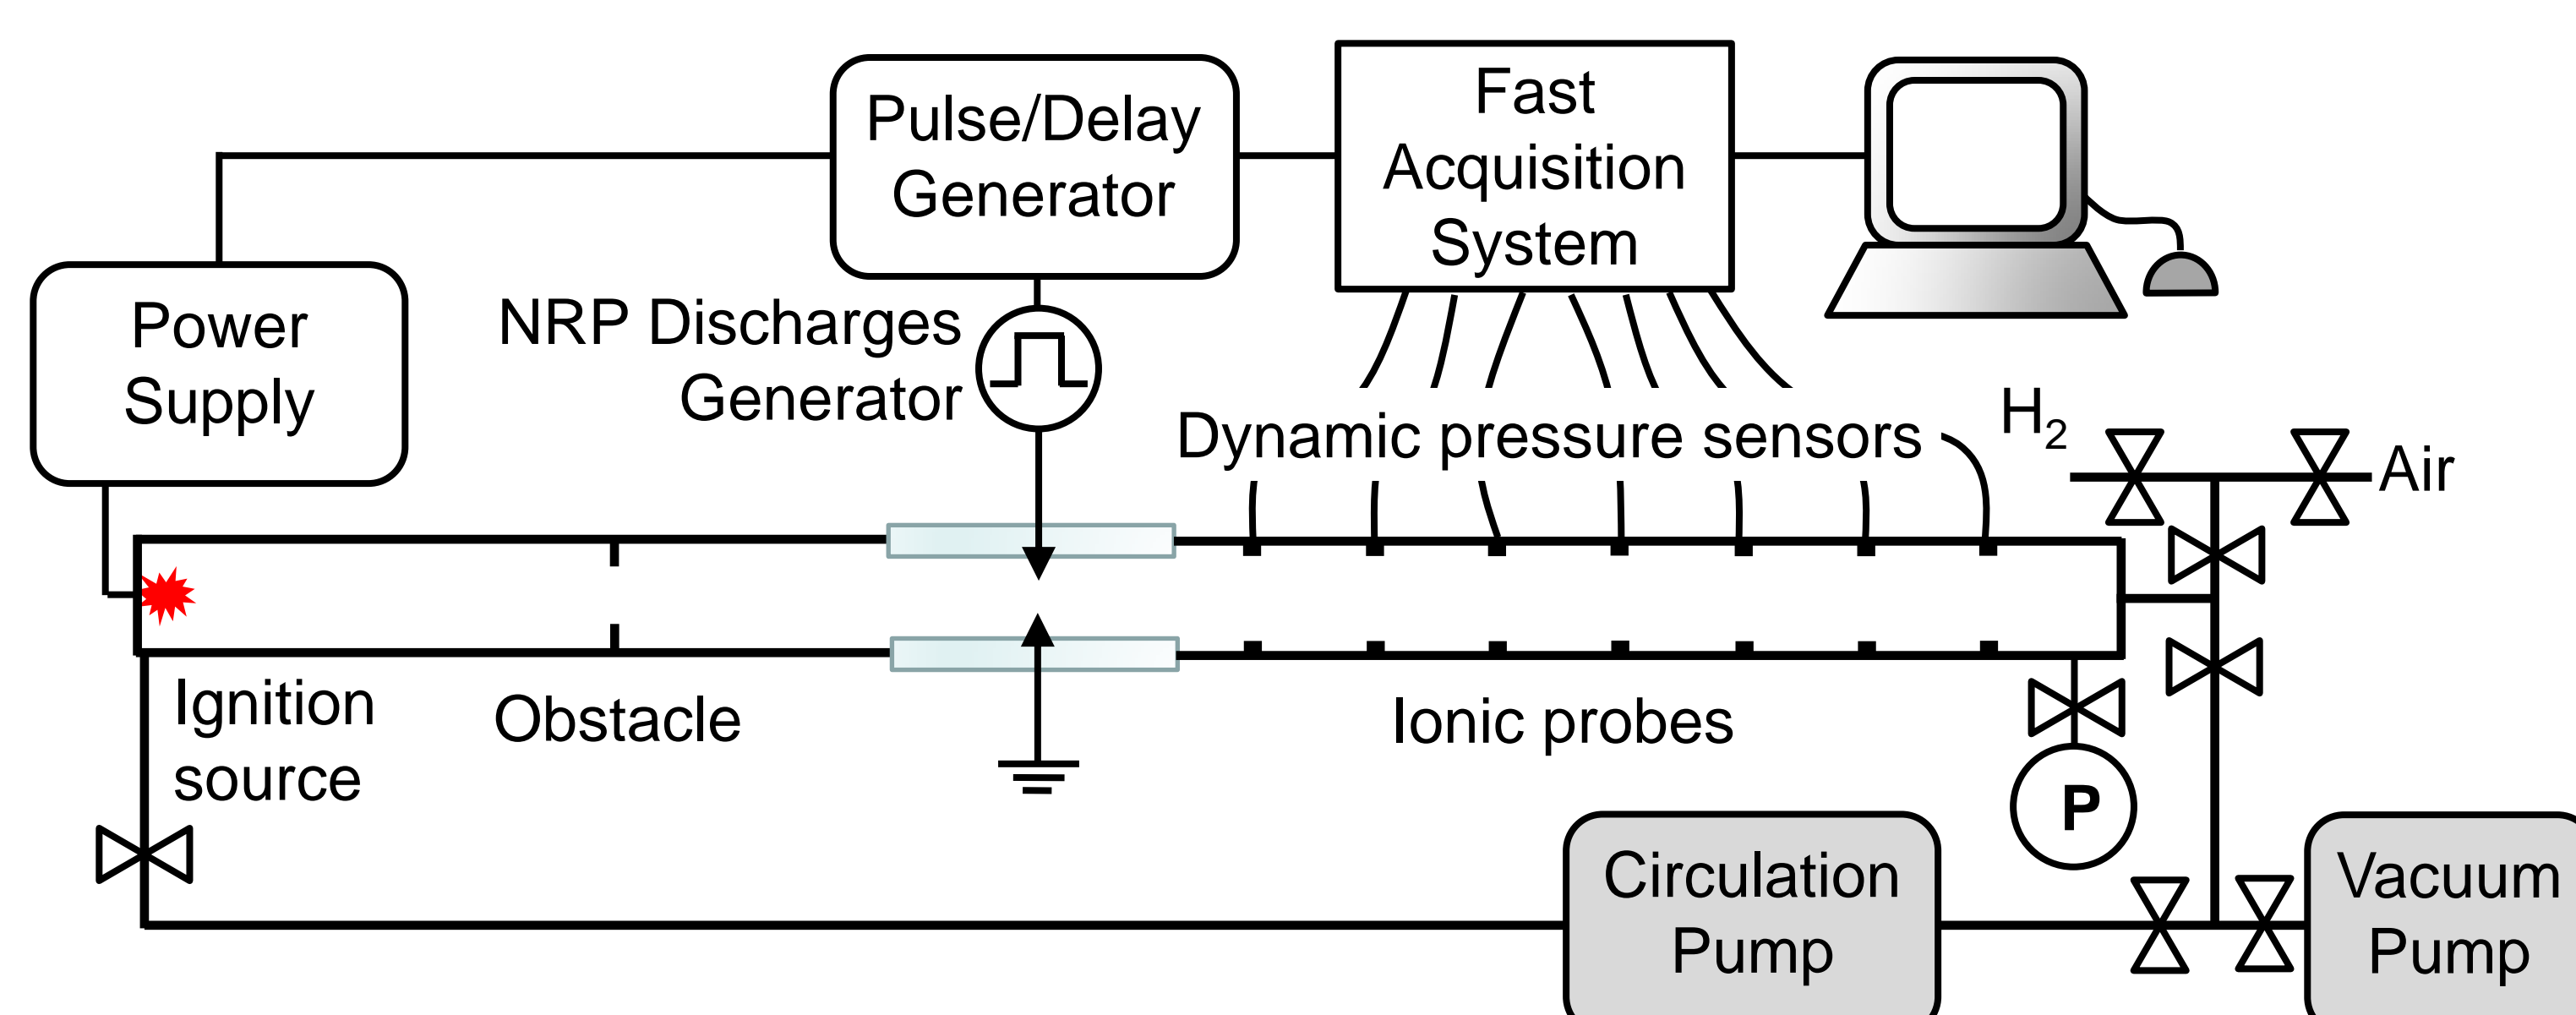 Pulse/Delay
Generator
Fast
Acquisition
System
Power
Supply
NRP Discharges
Generator
Dynamic pressure sensors
H₂
Air
Ignition
source
Obstacle
Ionic probes
P
Circulation
Pump
Vacuum
Pump